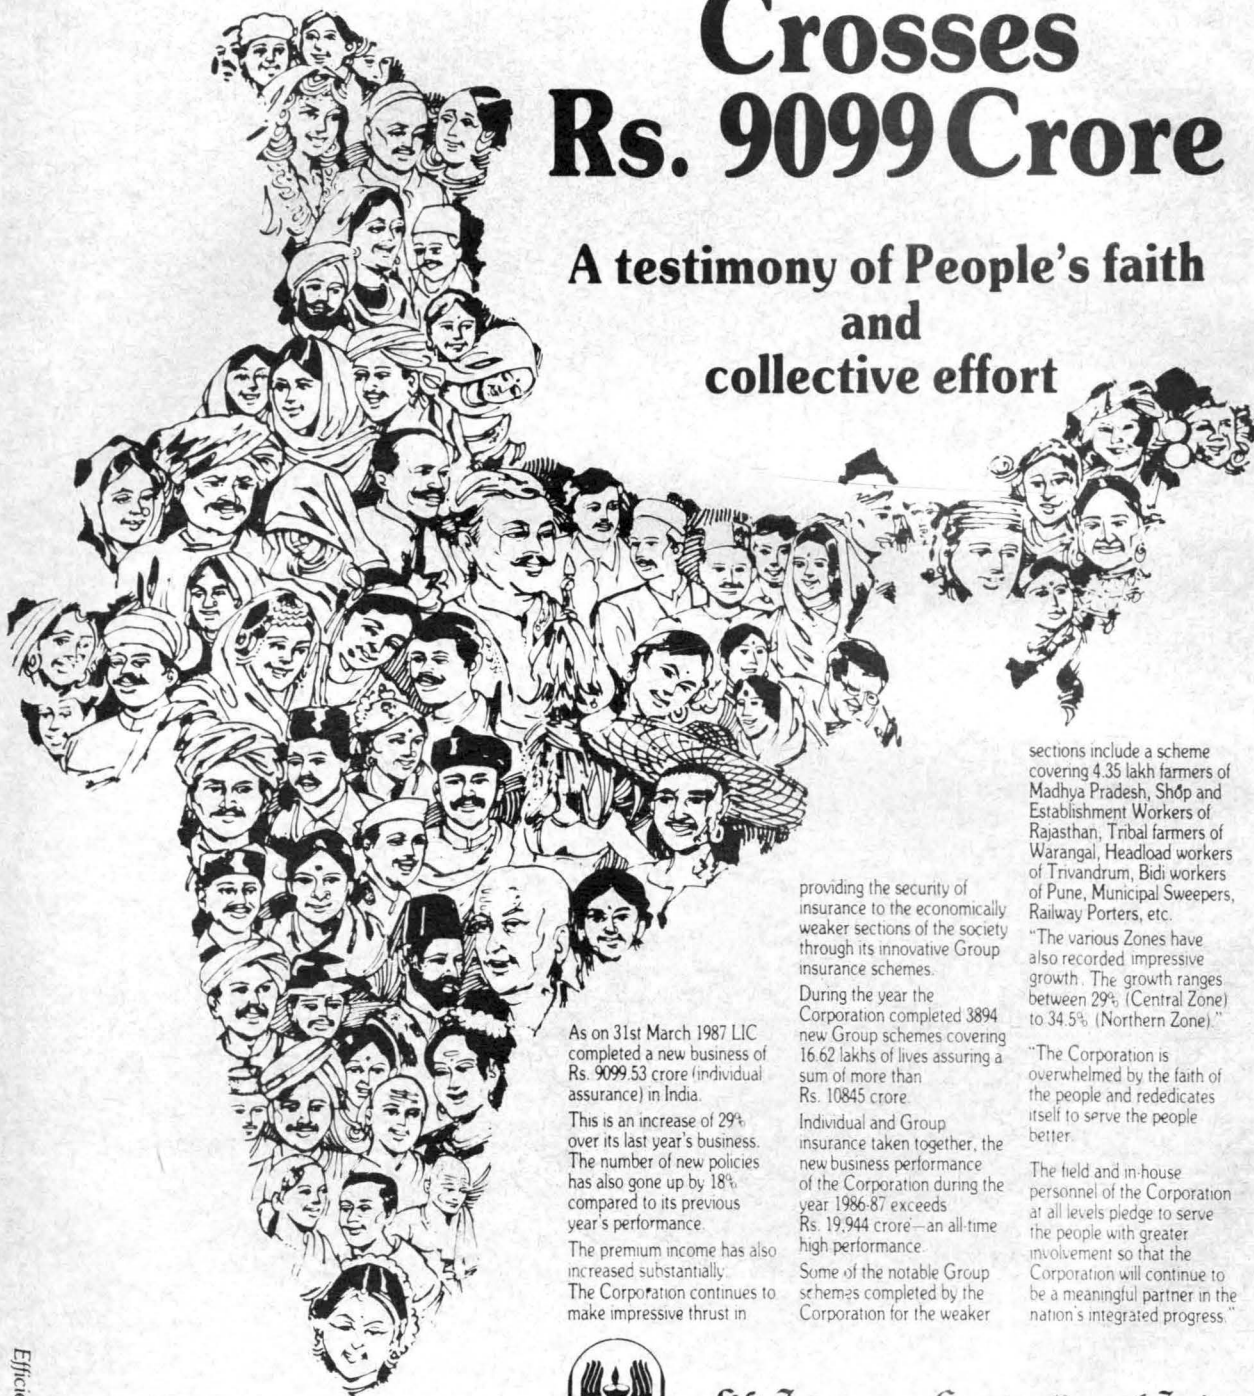 Crosses
Rs. 9099 Crore
A testimony of People's faith
and
collective effort
As on 31st March 1987 LIC
completed a new business of
Rs. 9099.53 crore (individual
assurance) in India.
This is an increase of 29%
over its last year's business.
The number of new policies
has also gone up by 18%
compared to its previous
year's performance.
The premium income has also
increased substantially.
The Corporation continues to
make impressive thrust in
providing the security of
insurance to the economically
weaker sections of the society
through its innovative Group
insurance schemes.
During the year the
Corporation completed 3894
new Group schemes covering
16.62 lakhs of lives assuring a
sum of more than
Rs. 10845 crore.
Individual and Group
insurance taken together, the
new business performance
of the Corporation during the
year 1986-87 exceeds
Rs. 19,944 crore—an all-time
high performance.
Some of the notable Group
schemes completed by the
Corporation for the weaker
sections include a scheme
covering 4.35 lakh farmers of
Madhya Pradesh, Shop and
Establishment Workers of
Rajasthan, Tribal farmers of
Warangal, Headload workers
of Trivandrum, Bidi workers
of Pune, Municipal Sweepers,
Railway Porters, etc.
"The various Zones have
also recorded impressive
growth. The growth ranges
between 29% (Central Zone)
to 34.5% (Northern Zone)."
"The Corporation is
overwhelmed by the faith of
the people and rededicates
itself to serve the people
better.
The field and in-house
personnel of the Corporation
at all levels pledge to serve
the people with greater
involvement so that the
Corporation will continue to
be a meaningful partner in the
nation's integrated progress."